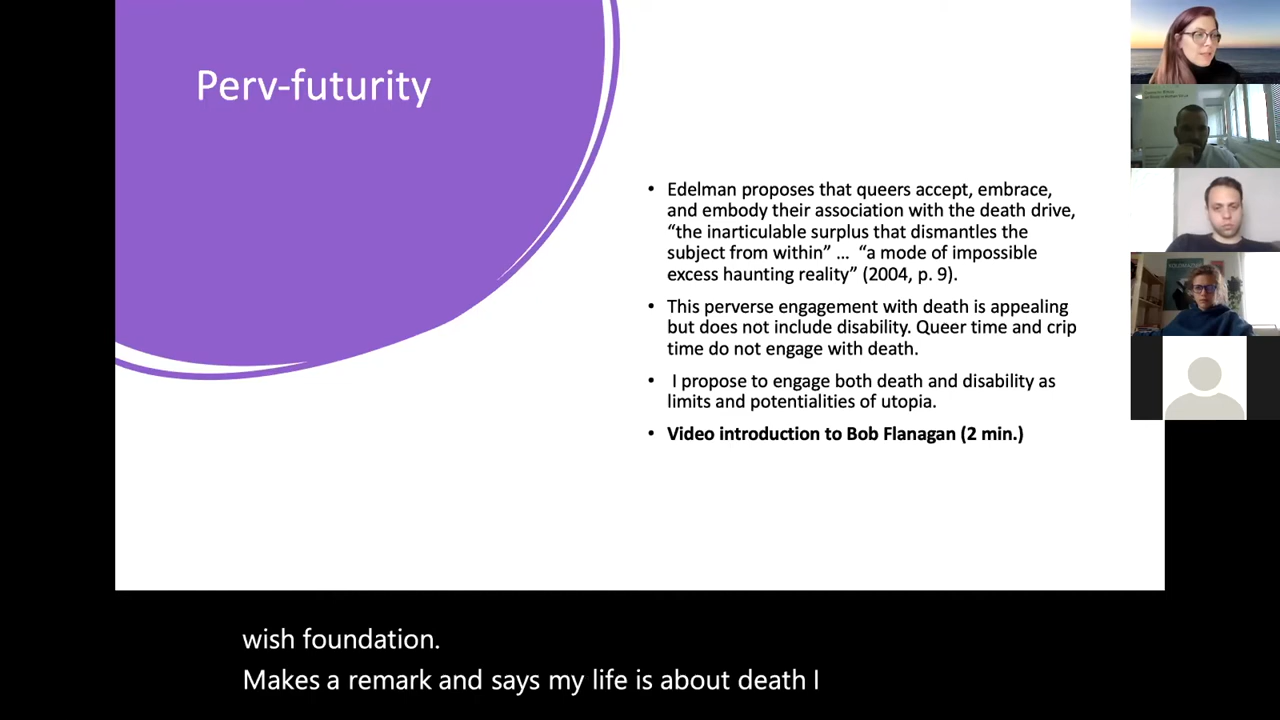 Perv-futurity
• Edelman proposes that queers accept, embrace,
and embody their association with the death drive,
“the inarticulable surplus that dismantles the
subject from within” … “a mode of impossible
excess haunting reality” (2004, p. 9).
• This perverse engagement with death is appealing
but does not include disability. Queer time and crip
time do not engage with death.
• I propose to engage both death and disability as
limits and potentialities of utopia.
• Video introduction to Bob Flanagan (2 min.)
wish foundation.
Makes a remark and says my life is about death I